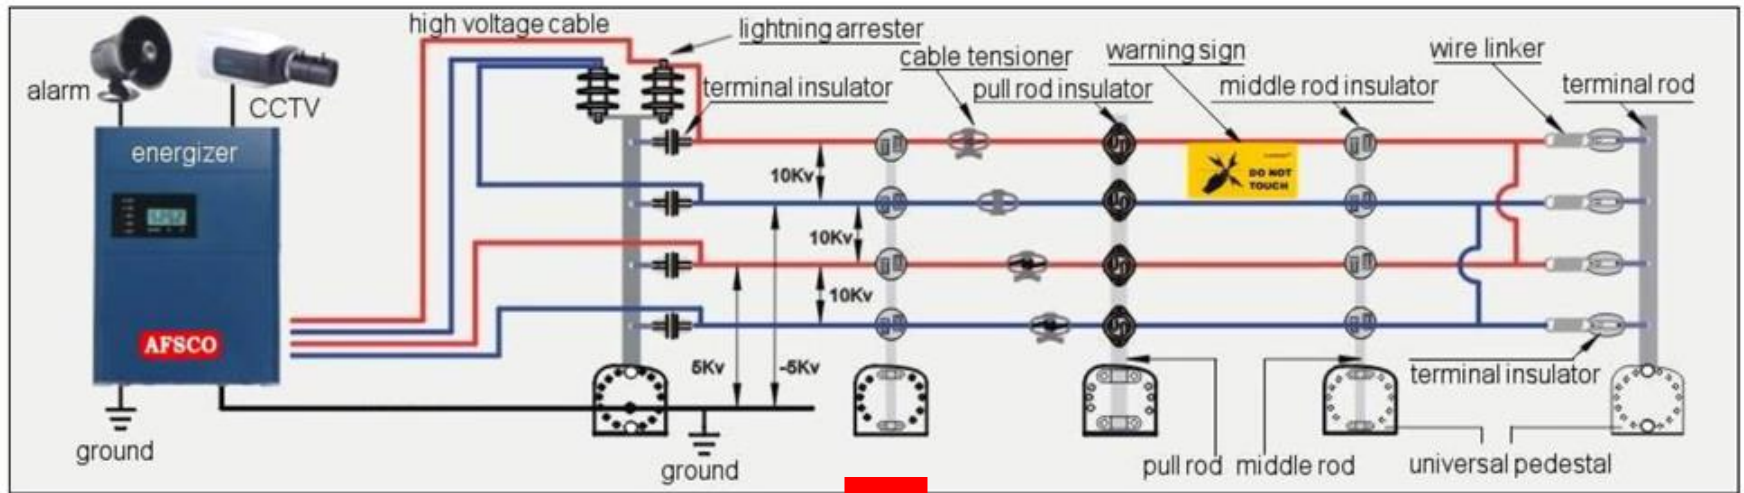 high voltage cable
lightning arrester
cable tensioner
warning sign
wire linker
alarm
CCTV
terminal insulator
pull rod insulator
middle rod insulator
terminal rod
energizer
10Kv
DO NOT
TOUCH
10Kv
10Kv
AFSCO
5Kv
-5Kv
terminal insulator
ground
ground
pull rod
middle rod
universal pedestal